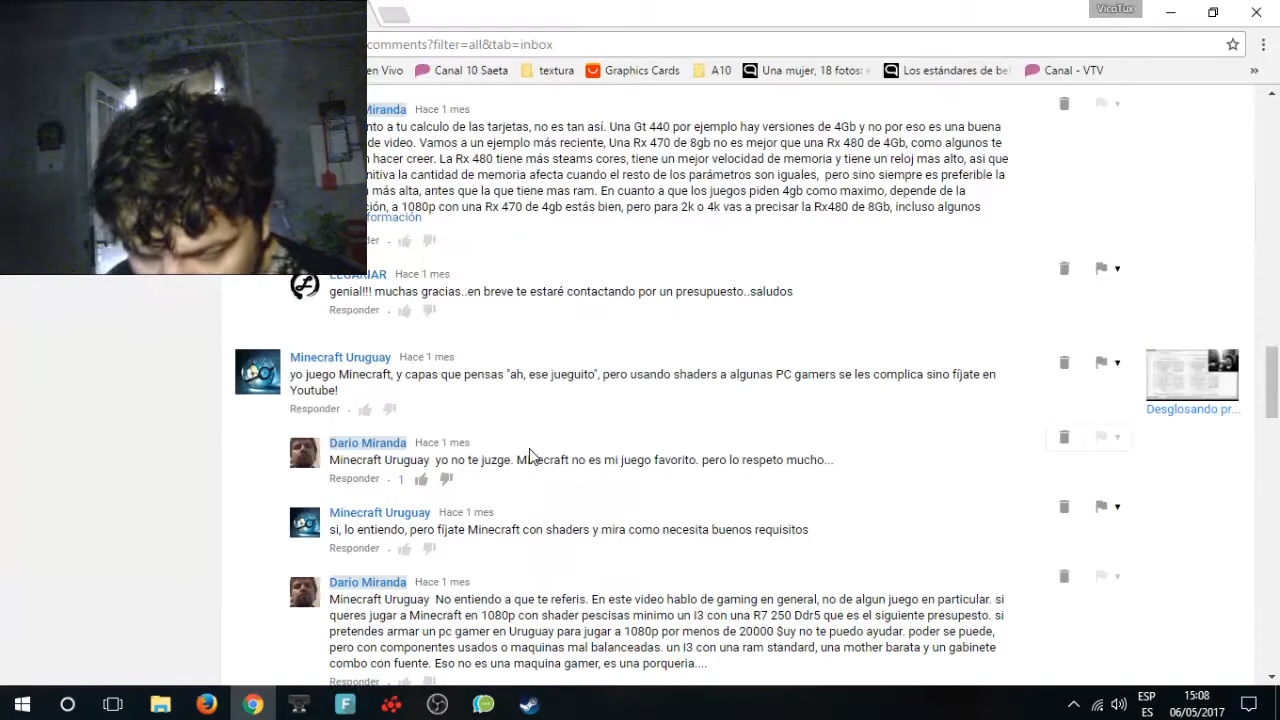 VicoTux
comments?filter=all&tab=inbox
en Vivo Canal 10 Saeta textura Graphics Cards A10 Una mujer, 18 fotos: Los estándares de bel Canal - VTV »
Miranda Hace 1 mes
nto a tu calculo de las tarjetas, no es tan así. Una Gt 440 por ejemplo hay versiones de 4Gb y no por eso es una buena
de video. Vamos a un ejemplo más reciente, Una Rx 470 de 8gb no es mejor que una RX 480 de 4Gb, como algunos te
n hacer creer. La Rx 480 tiene más steams cores, tiene un mejor velocidad de memoria y tiene un reloj mas alto, asi que
nitiva la cantidad de memoria afecta cuando el resto de los parámetros son iguales, pero sino siempre es preferible la
más alta, antes que la que tiene mas ram. En cuanto a que los juegos piden 4gb como maximo, depende de la
ción, a 1080p con una Rx 470 de 4gb estás bien, pero para 2k o 4k vas a precisar la Rx480 de 8Gb, incluso algunos
formación
der
Hace 1 mes
genial!!! muchas gracias..en breve te estaré contactando por un presupuesto..saludos
Responder
Minecraft Uruguay Hace 1 mes
yo juego Minecraft, y capas que pensas "ah, ese jueguito", pero usando shaders a algunas PC gamers se les complica sino fíjate en
Youtube!
Responder
Desglosando pr...
Dario Miranda Hace 1 mes
Minecraft Uruguay yo no te juzge. Minecraft no es mi juego favorito. pero lo respeto mucho...
Responder 1
Minecraft Uruguay Hace 1 mes
si, lo entiendo, pero fíjate Minecraft con shaders y mira como necesita buenos requisitos
Responder
Dario Miranda Hace 1 mes
Minecraft Uruguay No entiendo a que te referis. En este video hablo de gaming en general, no de algun juego en particular. si
queres jugar a Minecraft en 1080p con shader pescisas minimo un I3 con una R7 250 Ddr5 que es el siguiente presupesto. si
pretendes armar un pc gamer en Uruguay para jugar a 1080p por menos de 20000 $uy no te puedo ayudar. poder se puede,
pero con componentes usados o maquinas mal balanceadas. un I3 con una ram standard, una mother barata y un gabinete
combo con fuente. Eso no es una maquina gamer, es una porqueria....
Responder
ESP
ES
15:08
06/05/2017